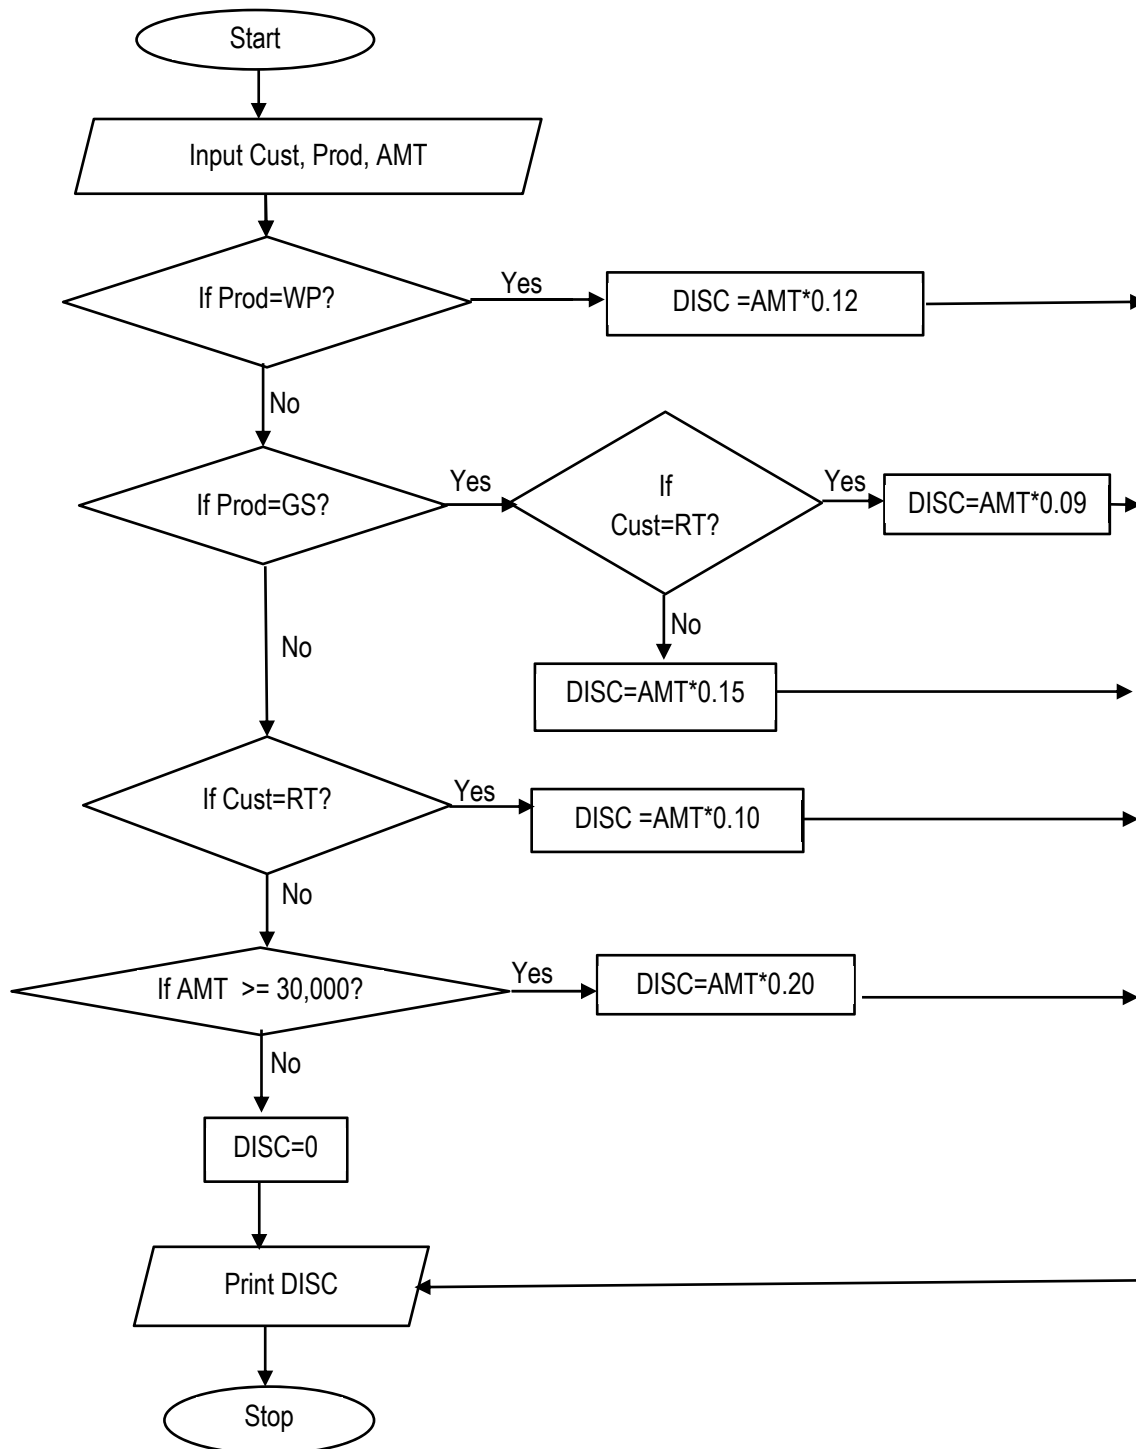 Start
Input Cust, Prod, AMT
If Prod=WP?
Yes
DISC =AMT*0.12
No
If Prod=GS?
Yes
If
Cust=RT?
Yes
DISC=AMT*0.09
No
No
DISC=AMT*0.15
If Cust=RT?
Yes
DISC =AMT*0.10
No
If AMT >= 30,000?
Yes
DISC=AMT*0.20
No
DISC=0
Print DISC
Stop